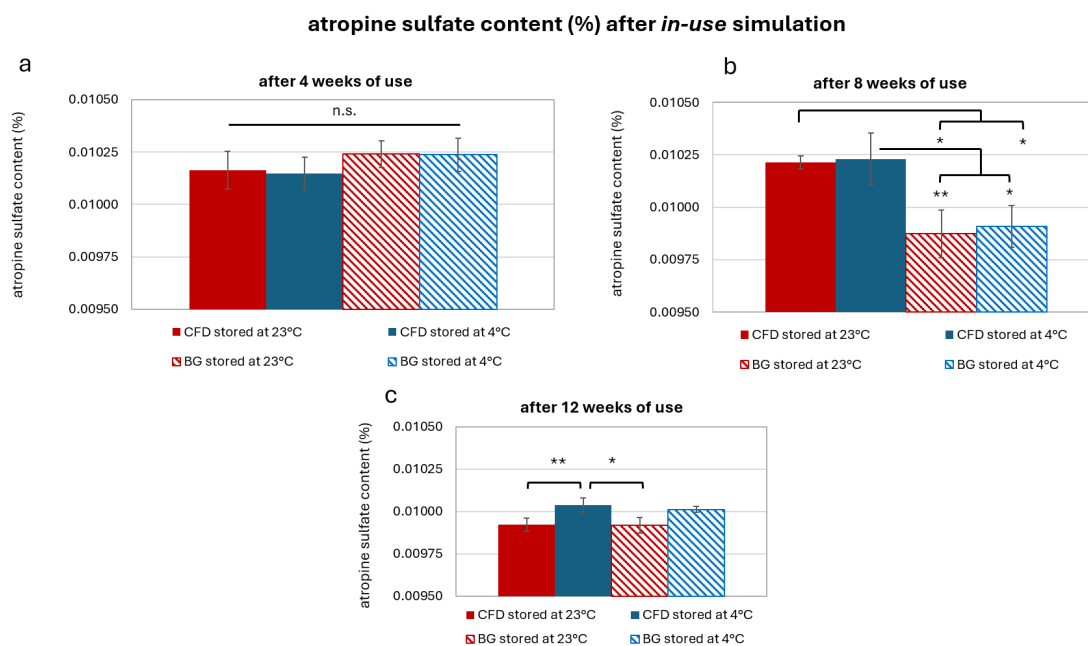 atropine sulfate content (%) after in-use simulation
a
after 4 weeks of use
atropine sulfate content (%)
0.01050
0.01025
0.01000
0.00975
0.00950
n.s.
CFD stored at 23°C
CFD stored at 4°C
BG stored at 23°C
BG stored at 4°C
b
after 8 weeks of use
atropine sulfate content (%)
0.01050
0.01025
0.01000
0.00975
0.00950
* *
** *
CFD stored at 23°C
CFD stored at 4°C
BG stored at 23°C
BG stored at 4°C
c
after 12 weeks of use
atropine sulfate content (%)
0.01050
0.01025
0.01000
0.00975
0.00950
** *
CFD stored at 23°C
CFD stored at 4°C
BG stored at 23°C
BG stored at 4°C